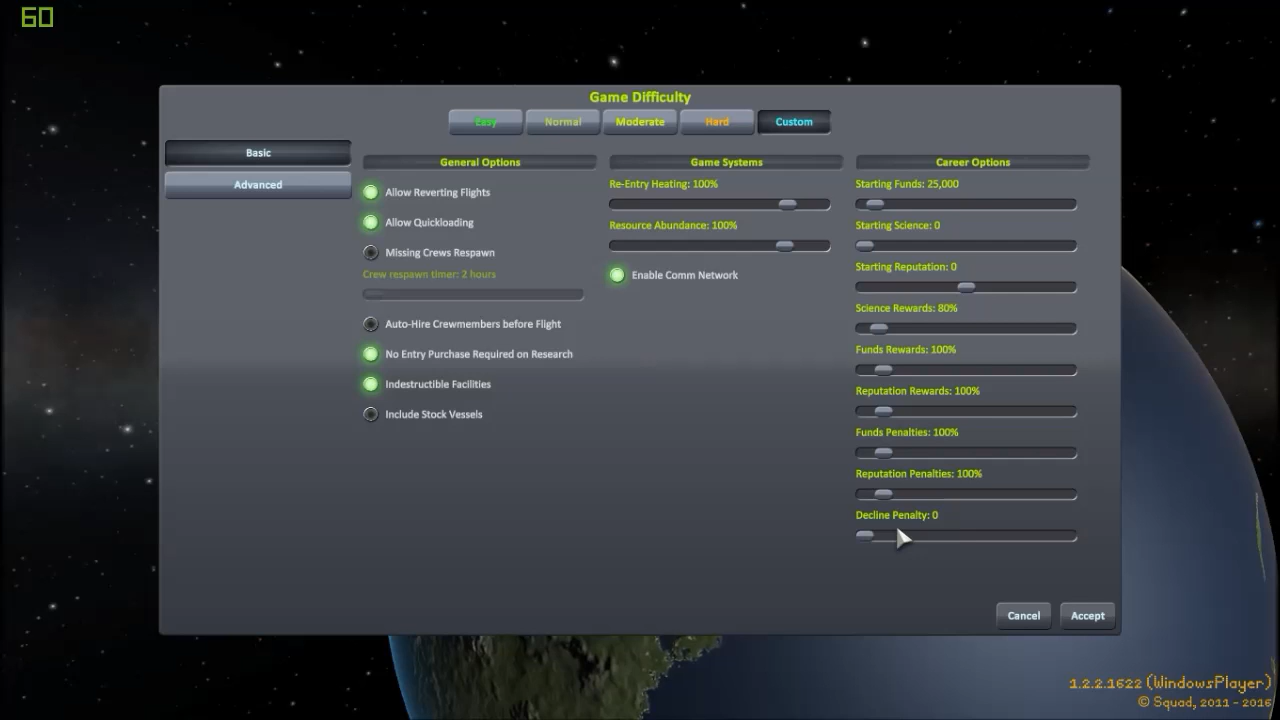 60
Game Difficulty
Easy Normal Moderate Hard Custom
Basic
Advanced
General Options
Allow Reverting Flights
Allow Quickloading
Missing Crews Respawn
Crew respawn timer: 2 hours
Auto-Hire Crewmembers before Flight
No Entry Purchase Required on Research
Indestructible Facilities
Include Stock Vessels
Game Systems
Re-Entry Heating: 100%
Resource Abundance: 100%
Enable Comm Network
Career Options
Starting Funds: 25,000
Starting Science: 0
Starting Reputation: 0
Science Rewards: 80%
Funds Rewards: 100%
Reputation Rewards: 100%
Funds Penalties: 100%
Reputation Penalties: 100%
Decline Penalty: 0
Cancel Accept
1.2.2.1622 (WindowsPlayer)
© Squad, 2011 - 2016